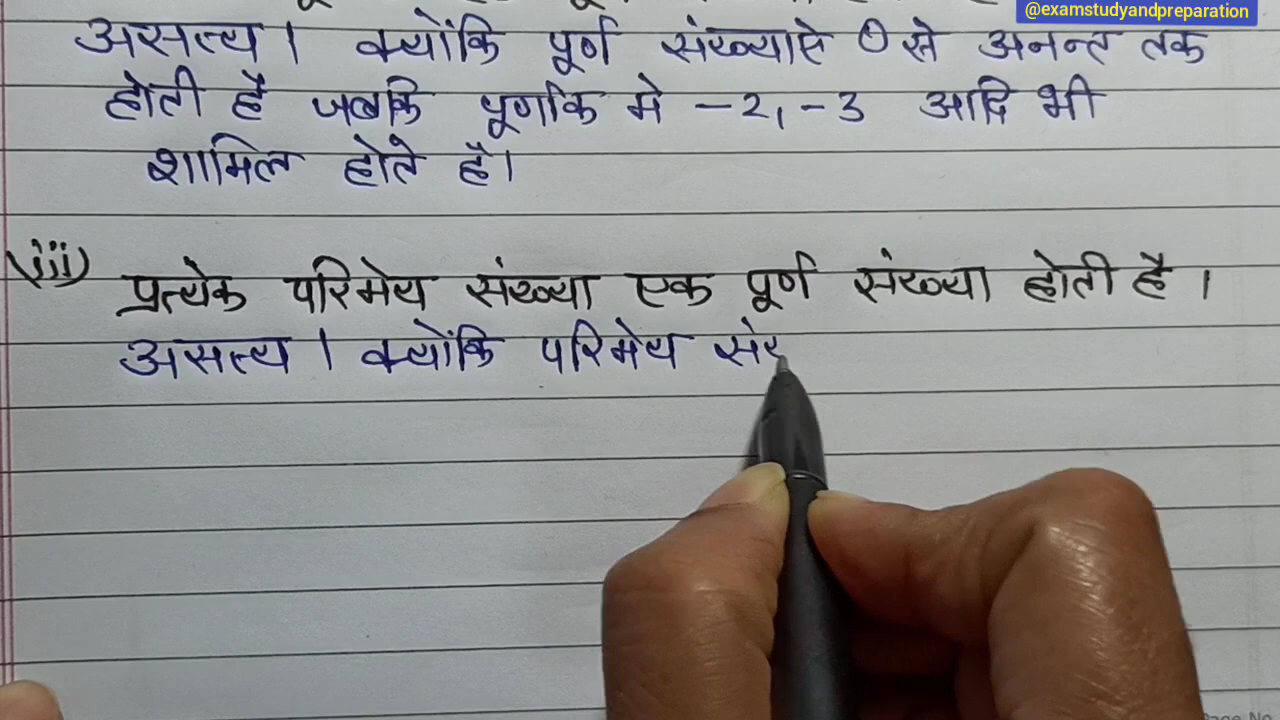 @examstudyandpreparation
असत्य। क्योंकि पूर्ण संख्याऐ 0 से अनन्त तक
होती है जबकि पूर्णांक मे -2, -3 आदि भी
शामिल होते है।
iii) प्रत्येक परिमेय संख्या एक पूर्ण संख्या होती है।
असत्य। क्योंकि परिमेय